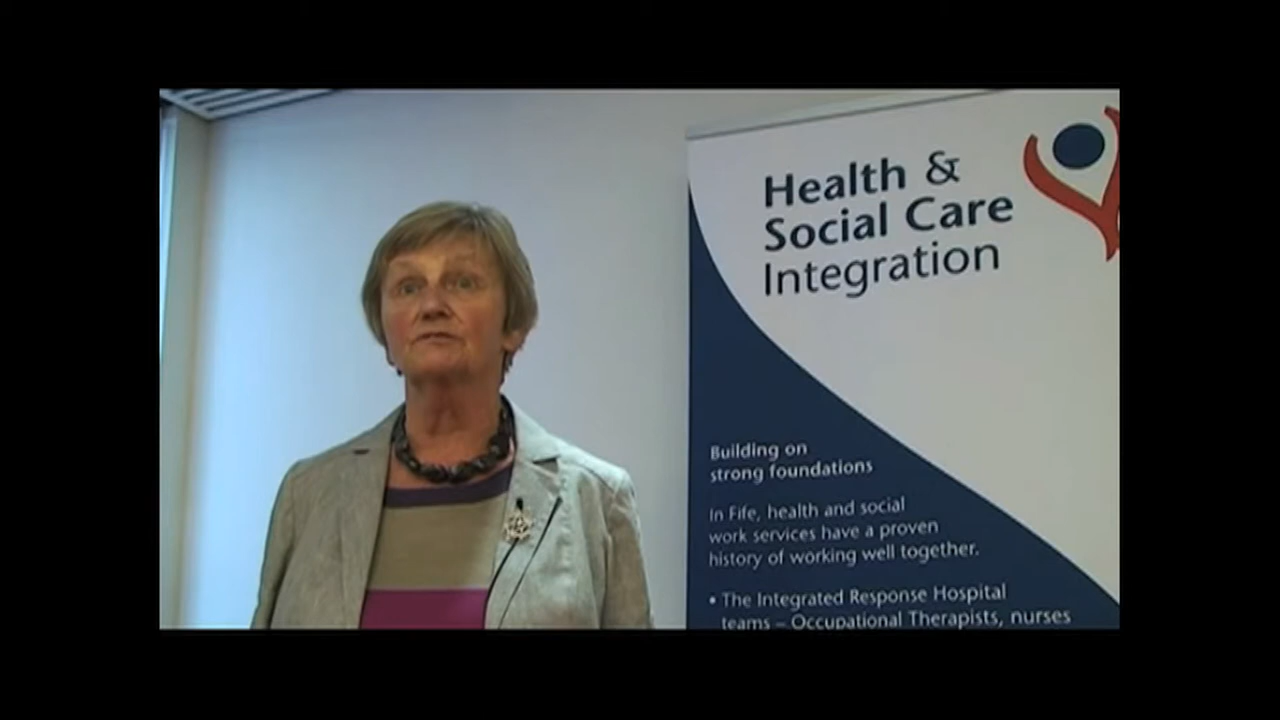 Health &
Social Care
Integration
Building on
strong foundations
In Fife, health and social
work services have a proven
history of working well together.
• The Integrated Response Hospital
teams – Occupational Therapists, nurses